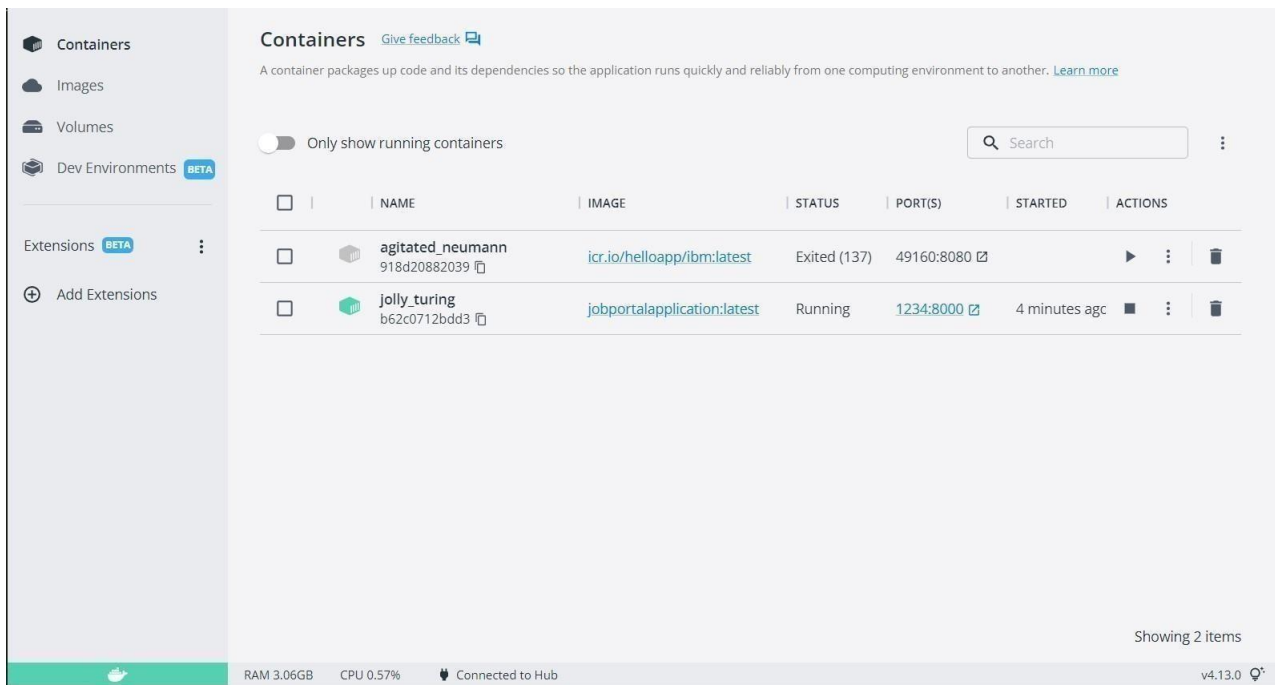 Containers
Images
Volumes
Dev Environments BETA
Extensions BETA
Add Extensions
Containers Give feedback
A container packages up code and its dependencies so the application runs quickly and reliably from one computing environment to another. Learn more
Only show running containers
Search
NAME IMAGE STATUS PORT(S) STARTED ACTIONS
agitated_neumann icr.io/helloapp/ibm:latest Exited (137) 49160:8080
918d20882039
jolly_turing jobportalapplication:latest Running 1234:8000 4 minutes agc
b62c0712bdd3
Showing 2 items
RAM 3.06GB CPU 0.57% Connected to Hub v4.13.0